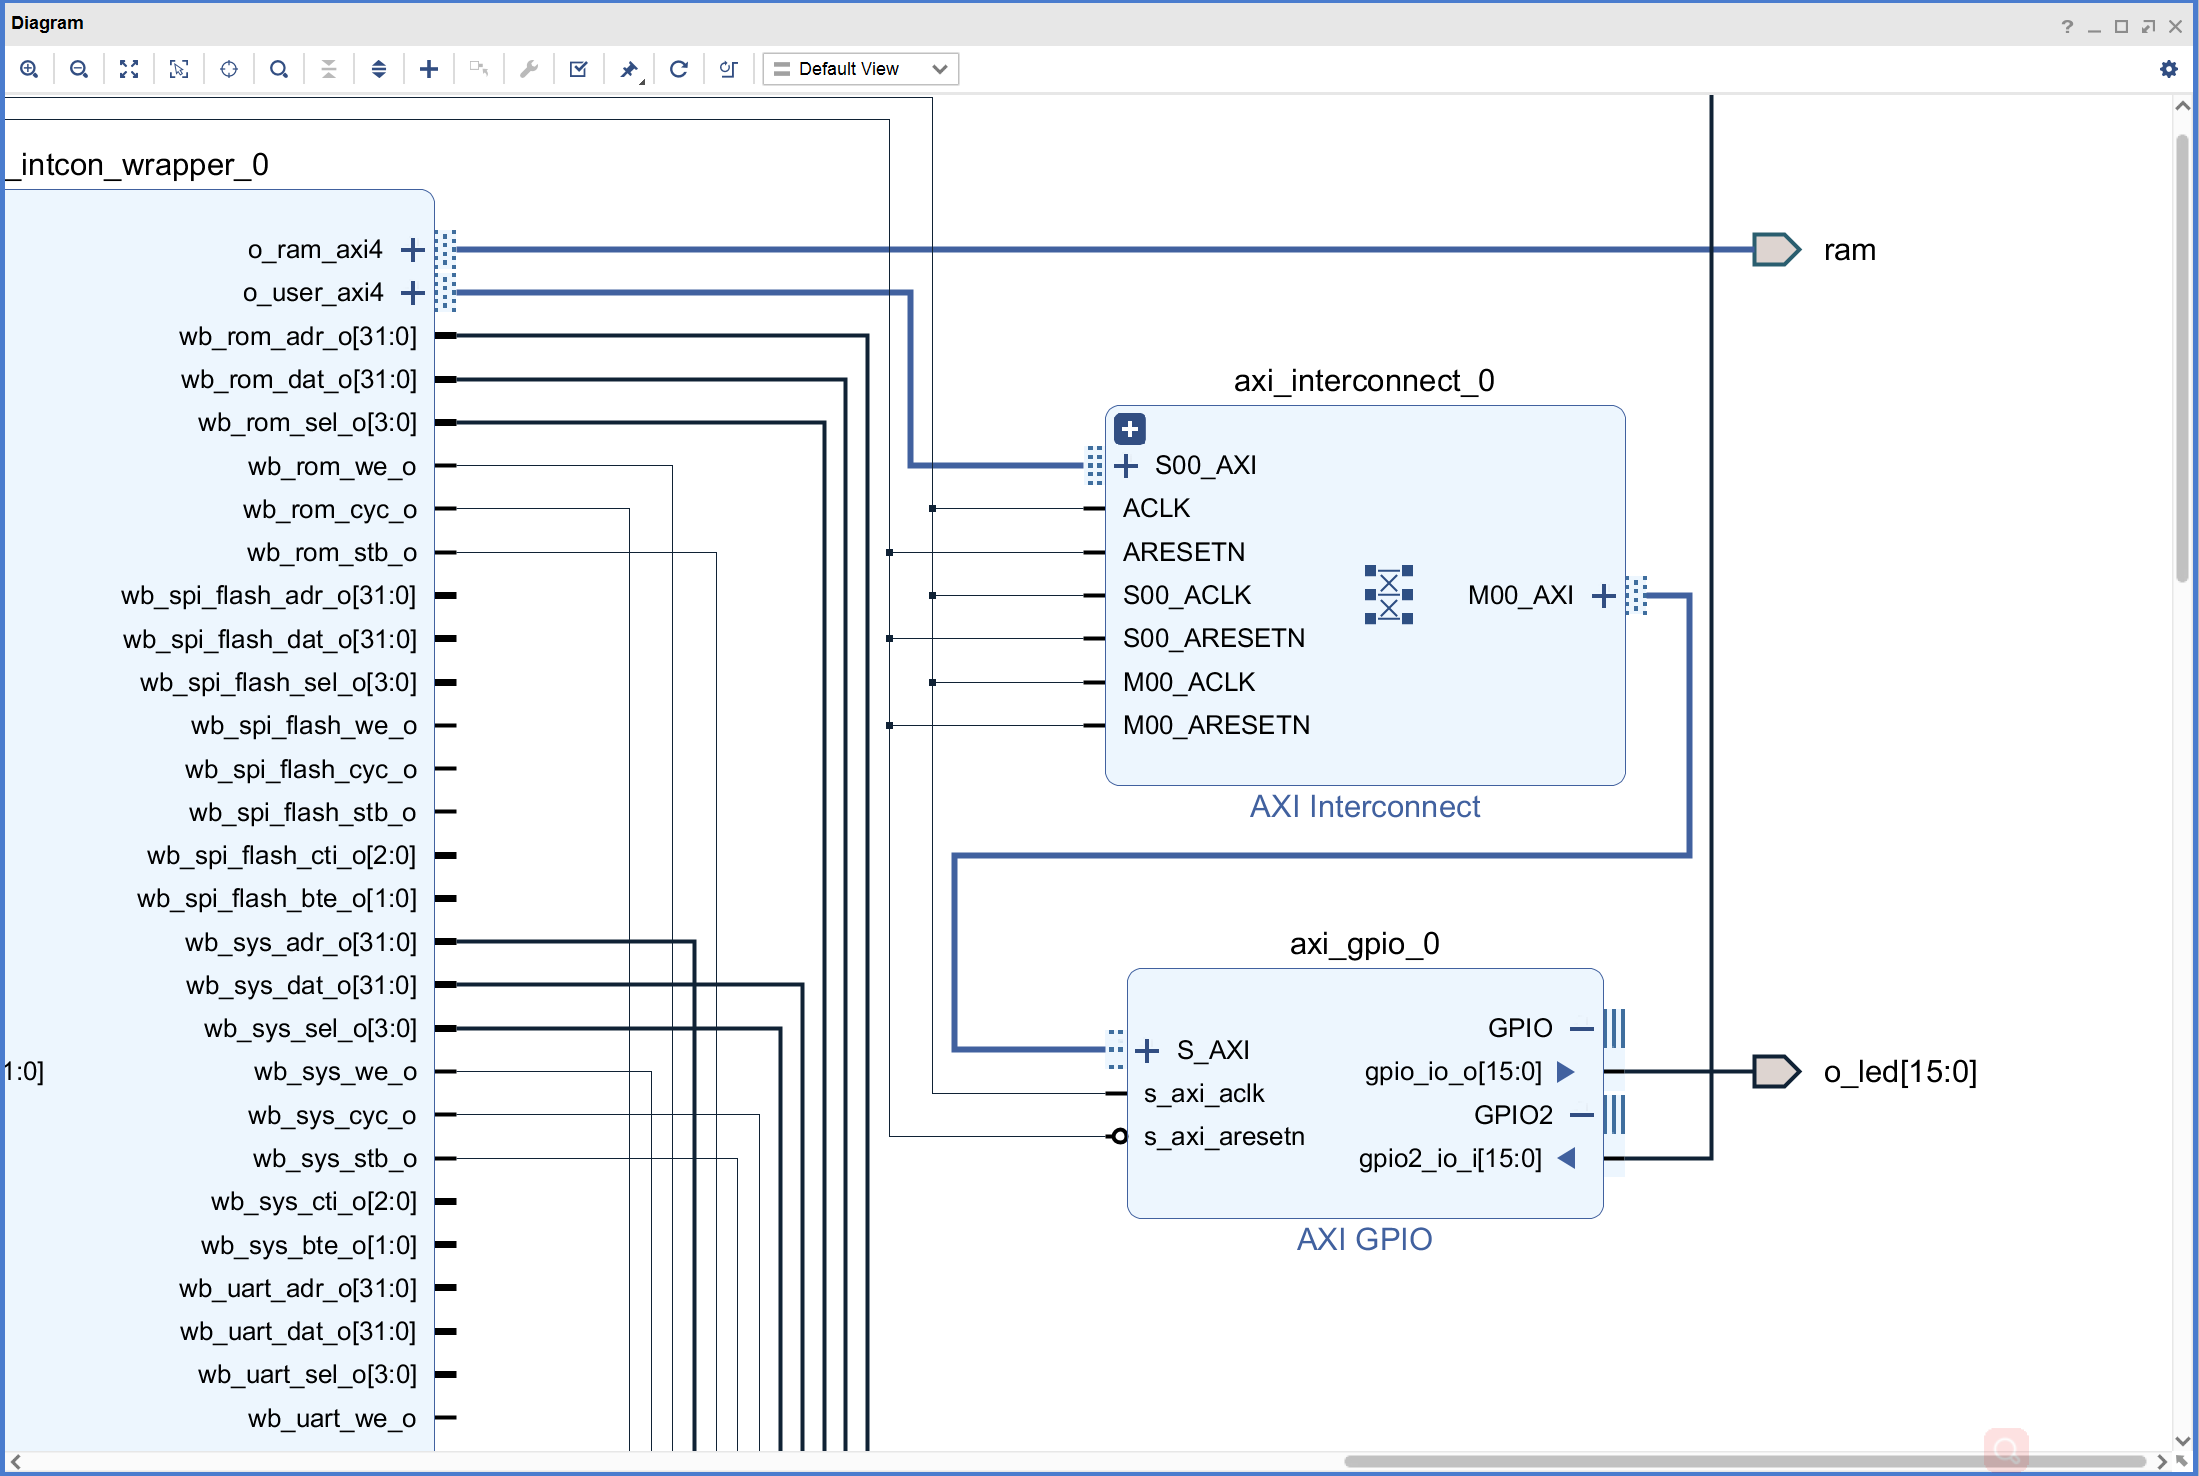 Diagram
Default View
_intcon_wrapper_0
o_ram_axi4
o_user_axi4
wb_rom_adr_o[31:0]
wb_rom_dat_o[31:0]
wb_rom_sel_o[3:0]
wb_rom_we_o
wb_rom_cyc_o
wb_rom_stb_o
wb_spi_flash_adr_o[31:0]
wb_spi_flash_dat_o[31:0]
wb_spi_flash_sel_o[3:0]
wb_spi_flash_we_o
wb_spi_flash_cyc_o
wb_spi_flash_stb_o
wb_spi_flash_cti_o[2:0]
wb_spi_flash_bte_o[1:0]
wb_sys_adr_o[31:0]
wb_sys_dat_o[31:0]
wb_sys_sel_o[3:0]
1:0]
wb_sys_we_o
wb_sys_cyc_o
wb_sys_stb_o
wb_sys_cti_o[2:0]
wb_sys_bte_o[1:0]
wb_uart_adr_o[31:0]
wb_uart_dat_o[31:0]
wb_uart_sel_o[3:0]
wb_uart_we_o
ram
axi_interconnect_0
S00_AXI
ACLK
ARESETN
S00_ACLK
S00_ARESETN
M00_ACLK
M00_ARESETN
M00_AXI
AXI Interconnect
axi_gpio_0
S_AXI
s_axi_aclk
s_axi_aresetn
GPIO
gpio_io_o[15:0]
GPIO2
gpio2_io_i[15:0]
AXI GPIO
o_led[15:0]